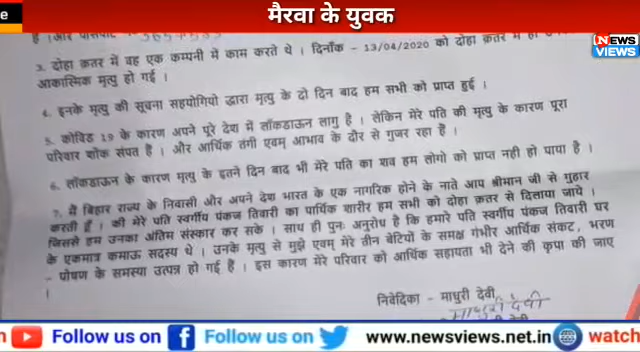 e
मैरवा के युवक
NEWS
VIEWS
है ।और पासपोर्ट
3. दोहा क़तर में वह एक कम्पनी में काम करते थे । दिनाँक - 13/04/2020 को दोहा क़तर में ही
आकास्मिक मृत्यु हो गई ।
4. इनके मृत्यु की सूचना सहयोगियो द्धारा मृत्यु के दो दिन बाद हम सभी को प्राप्त हुई ।
5. कोविड 19 के कारण अपने पूरे देश में लॉकडाऊन लागु है । लेकिन मेरे पति की मृत्यु के कारण पूरा
परिवार शोंक संपत है । और आर्थिक तंगी एवम् आभाव के दौर से गुजर रहा है ।
6. लॉकडाऊन के कारण मृत्यु के इतने दिन बाद भी मेरे पति का शव हम लोगो को प्राप्त नही हो पाया है ।
7. मैं बिहार राज्य के निवासी और अपने देश भारत के एक नागरिक होने के नाते आप श्रीमान् जी से गुहार
करती हूँ । की मेरे पति स्वर्गीय पंकज तिवारी का पार्थिक शारीर हम सभी को दोहा क़तर से दिलाया जाये ।
जिससे हम उनका अंतिम संस्कार कर सके । साथ ही पुनः अनुरोध है कि हमारे पति स्वर्गीय पंकज तिवारी घर
के एकमात्र कमाऊ सदस्य थे । उनके मृत्यु से मुझे एवम् मेरे तीन बेटियों के समक्ष गंभीर आर्थिक संकट, भरण
- पोषण के समस्या उत्पन्न हो गई हैं । इस कारण मेरे परिवार को आर्थिक सहायता भी देने की कृपा की जाए
।
निवेदिका - माधुरी देवी
माधुरी देवी
Follow us on Follow us on www.newsviews.net.in watch